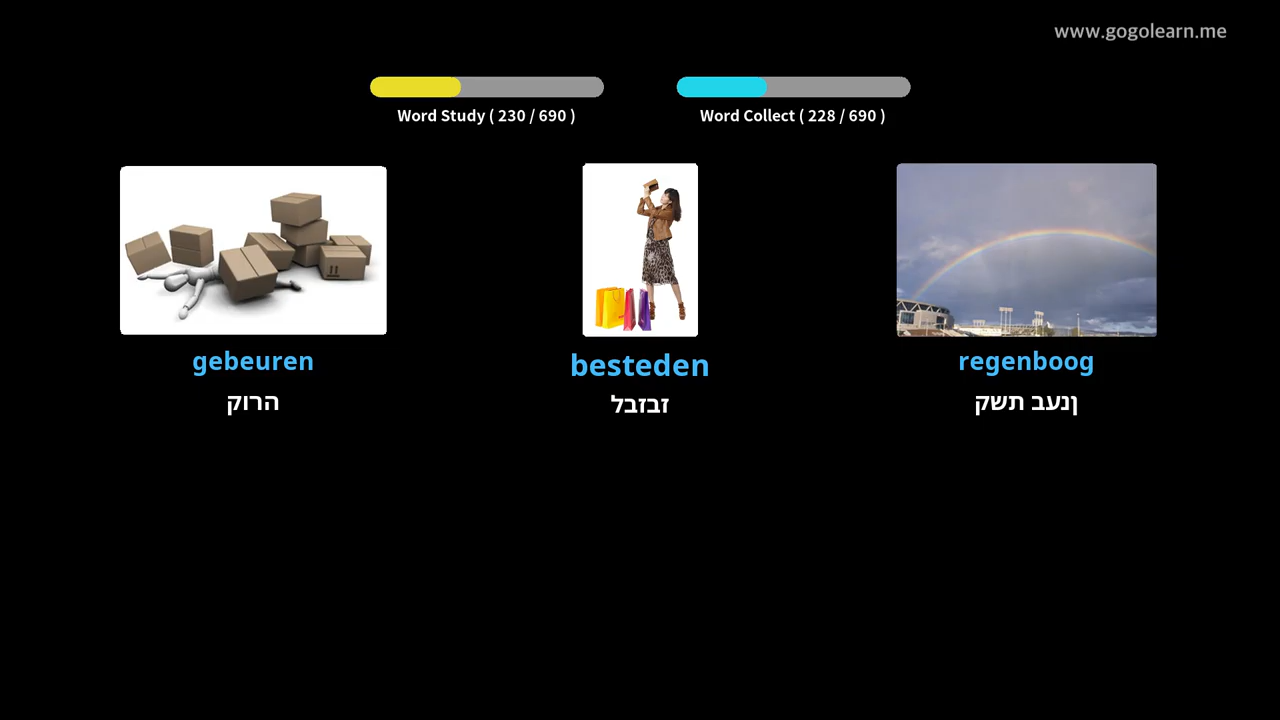 www.gogolearn.me
Word Study ( 230 / 690 )
Word Collect ( 228 / 690 )
gebeuren
קורה
besteden
לבזבז
regenboog
קשת בענן